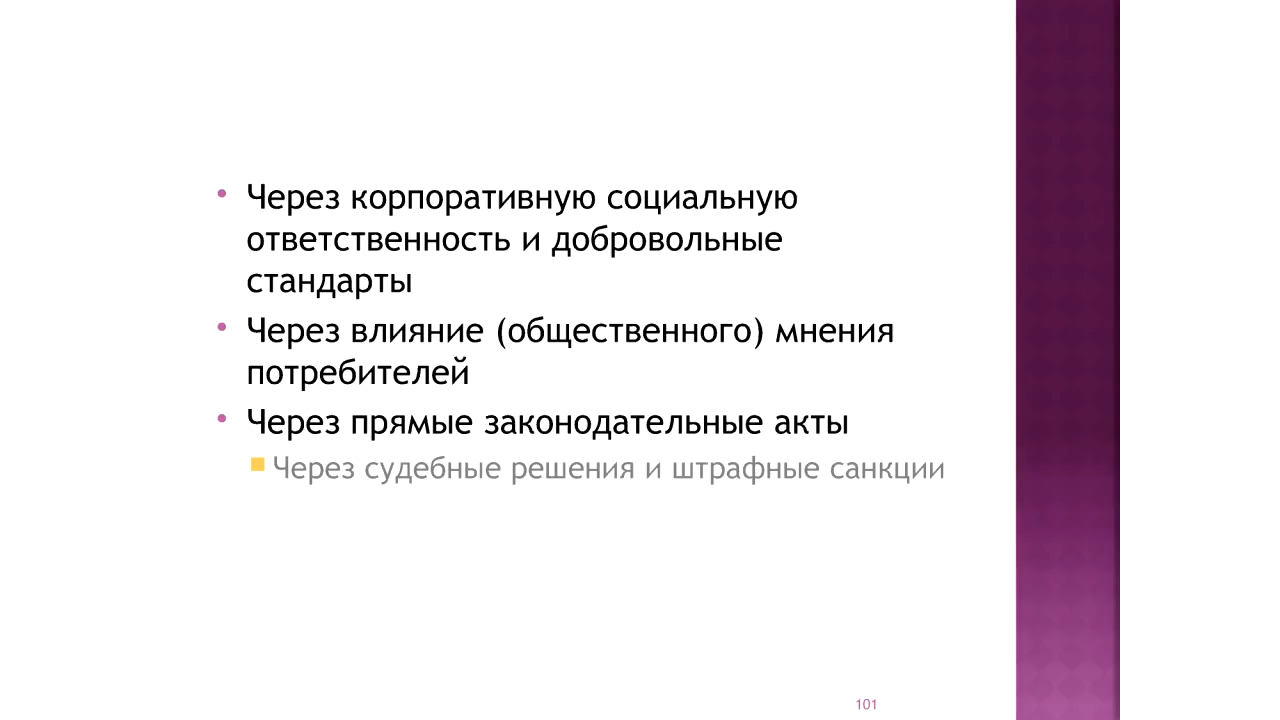 • Через корпоративную социальную
ответственность и добровольные
стандарты
• Через влияние (общественного) мнения
потребителей
• Через прямые законодательные акты
■ Через судебные решения и штрафные санкции
101